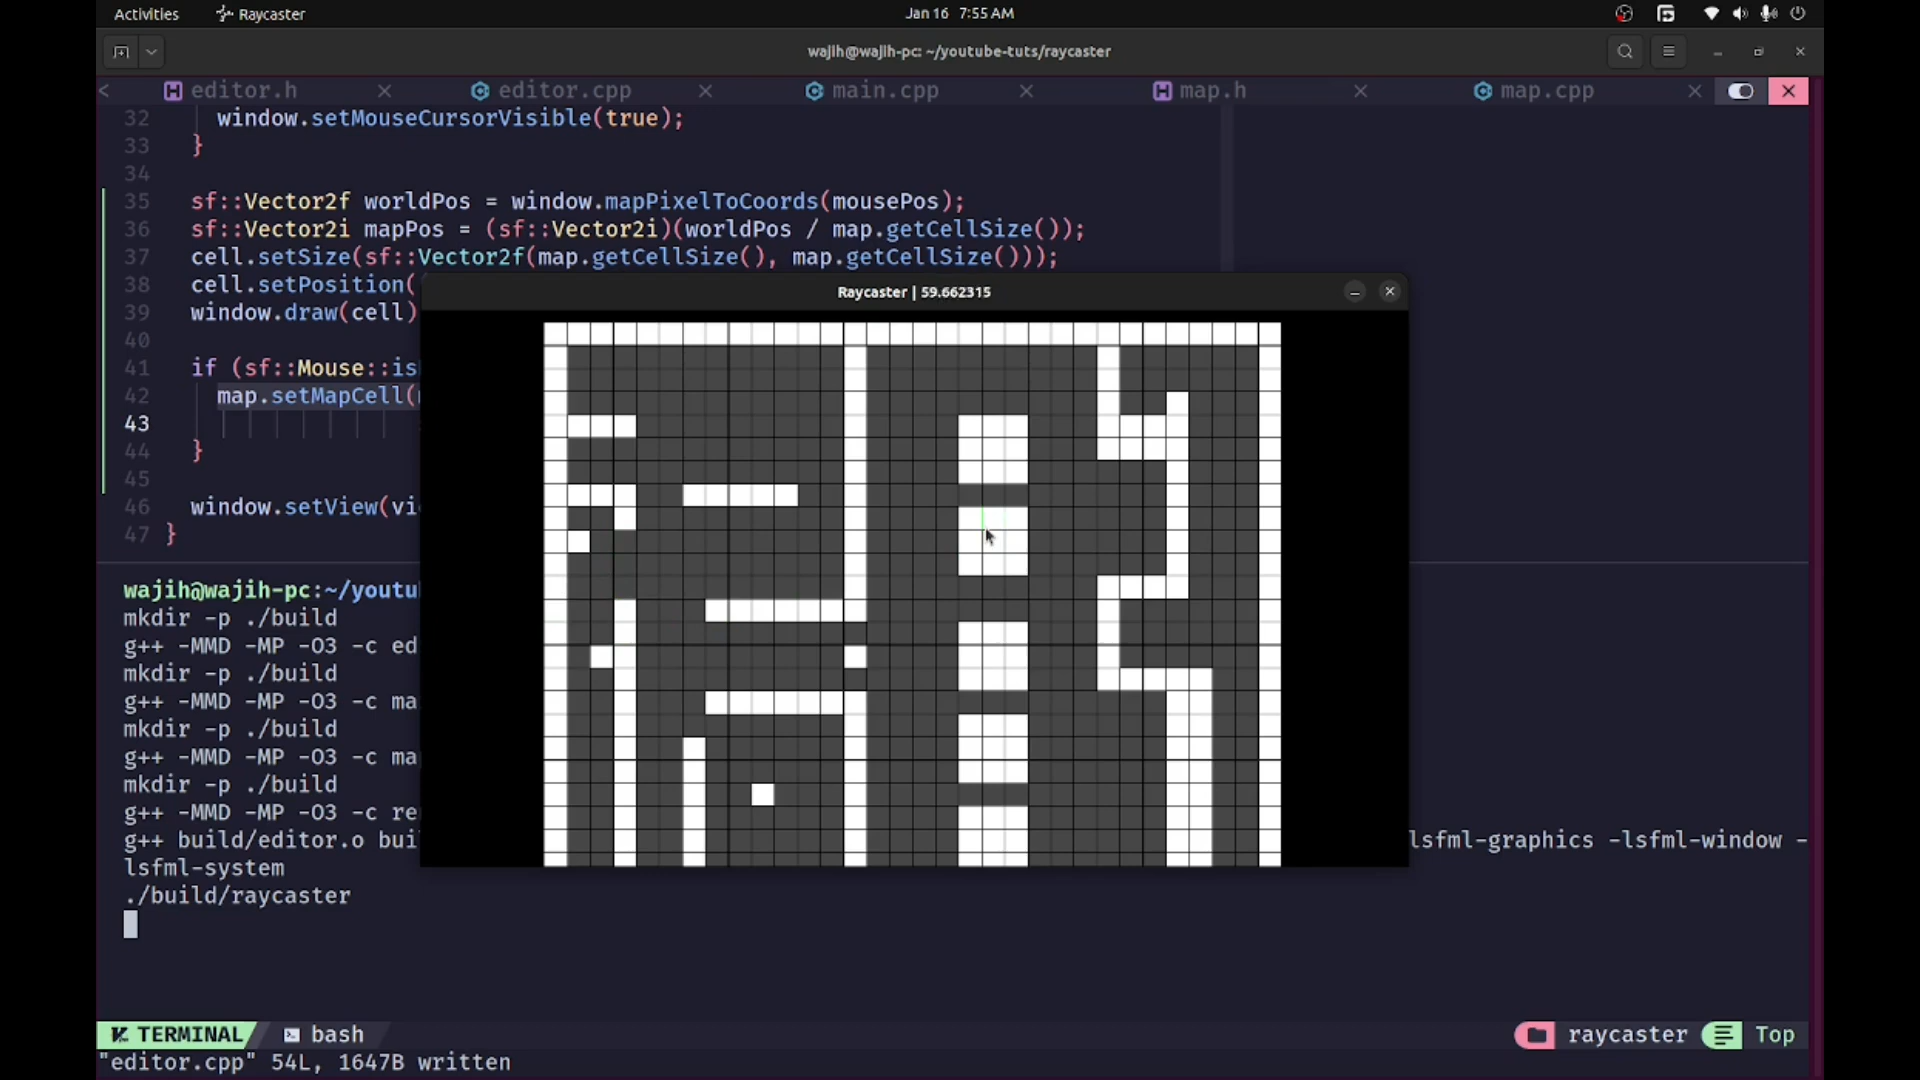 Activities Raycaster Jan 16 7:55 AM
wajih@wajih-pc: ~/youtube-tuts/raycaster
< editor.h editor.cpp main.cpp map.h map.cpp
32 window.setMouseCursorVisible(true);
33 }
34
35 sf::Vector2f worldPos = window.mapPixelToCoords(mousePos);
36 sf::Vector2i mapPos = (sf::Vector2i)(worldPos / map.getCellSize());
37 cell.setSize(sf::Vector2f(map.getCellSize(), map.getCellSize()));
38 cell.setPosition(
39 window.draw(cell)
40
41 if (sf::Mouse::is
42 map.setMapCell(
43
44 }
45
46 window.setView(vi
47 }
Raycaster | 59.662315
wajih@wajih-pc:~/youtu
mkdir -p ./build
g++ -MMD -MP -O3 -c ed
mkdir -p ./build
g++ -MMD -MP -O3 -c ma
mkdir -p ./build
g++ -MMD -MP -O3 -c ma
mkdir -p ./build
g++ -MMD -MP -O3 -c re
g++ build/editor.o bui lsfml-graphics -lsfml-window -
lsfml-system
./build/raycaster
TERMINAL bash raycaster Top
"editor.cpp" 54L, 1647B written